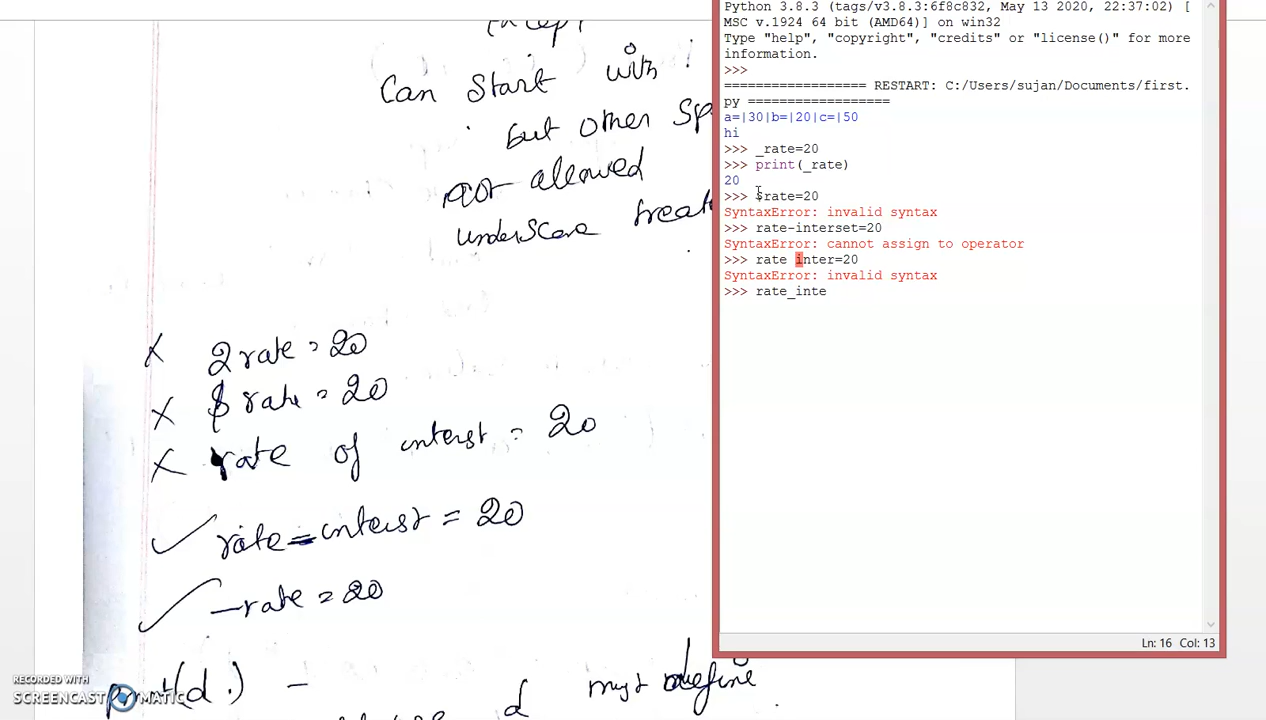 Except
Can Start with
but other Sp
not allowed
underScore treat
X 2rate = 20
X $rate = 20
X rate of interst = 20
✓ rate_interst = 20
✓ _rate = 20
print(d.) -
d must define
Python 3.8.3 (tags/v3.8.3:6f8c832, May 13 2020, 22:37:02) [
MSC v.1924 64 bit (AMD64)] on win32
Type "help", "copyright", "credits" or "license()" for more
information.
>>>
================== RESTART: C:/Users/sujan/Documents/first.
py ==================
a=|30|b=|20|c=|50
hi
>>> _rate=20
>>> print(_rate)
20
>>> $rate=20
SyntaxError: invalid syntax
>>> rate-interset=20
SyntaxError: cannot assign to operator
>>> rate inter=20
SyntaxError: invalid syntax
>>> rate_inte
Ln: 16 Col: 13
RECORDED WITH
SCREENCAST MATIC